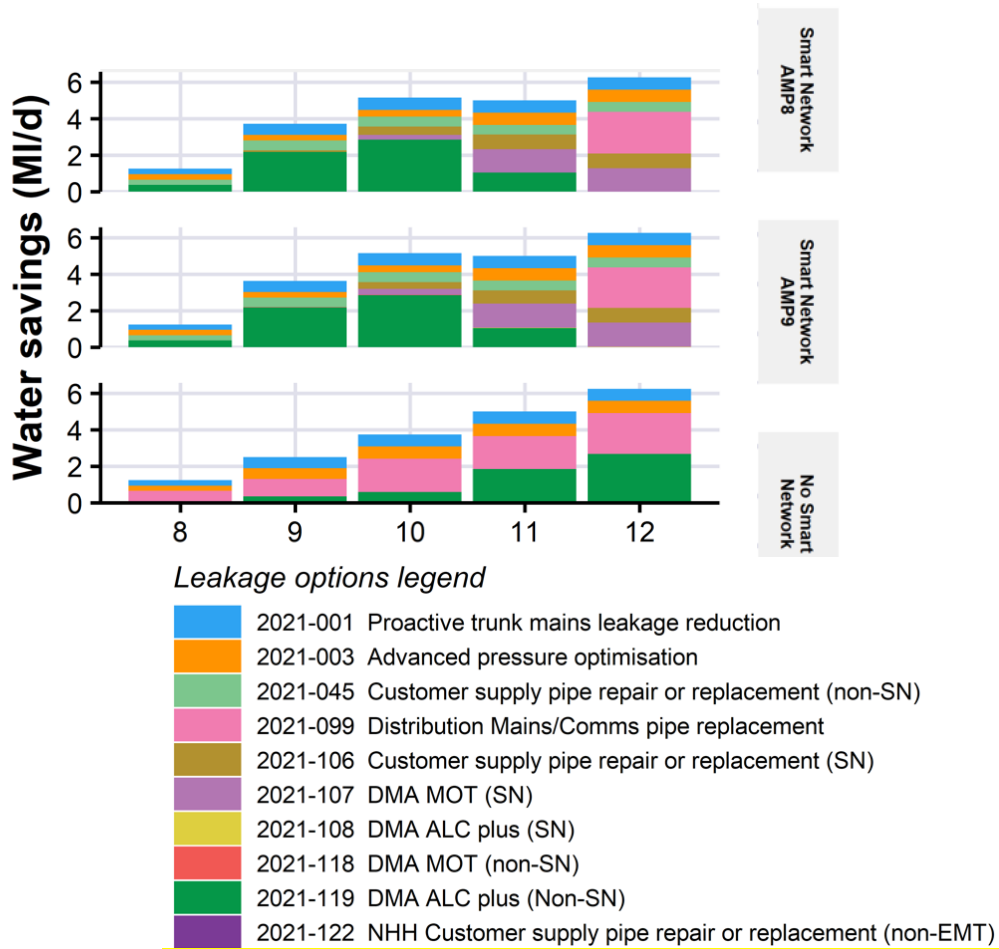 Water savings (Ml/d)
6
4
2
0
Smart Network
AMP8
6
4
2
0
Smart Network
AMP9
6
4
2
0
No Smart
Network
8 9 10 11 12
Leakage options legend
2021-001 Proactive trunk mains leakage reduction
2021-003 Advanced pressure optimisation
2021-045 Customer supply pipe repair or replacement (non-SN)
2021-099 Distribution Mains/Comms pipe replacement
2021-106 Customer supply pipe repair or replacement (SN)
2021-107 DMA MOT (SN)
2021-108 DMA ALC plus (SN)
2021-118 DMA MOT (non-SN)
2021-119 DMA ALC plus (Non-SN)
2021-122 NHH Customer supply pipe repair or replacement (non-EMT)